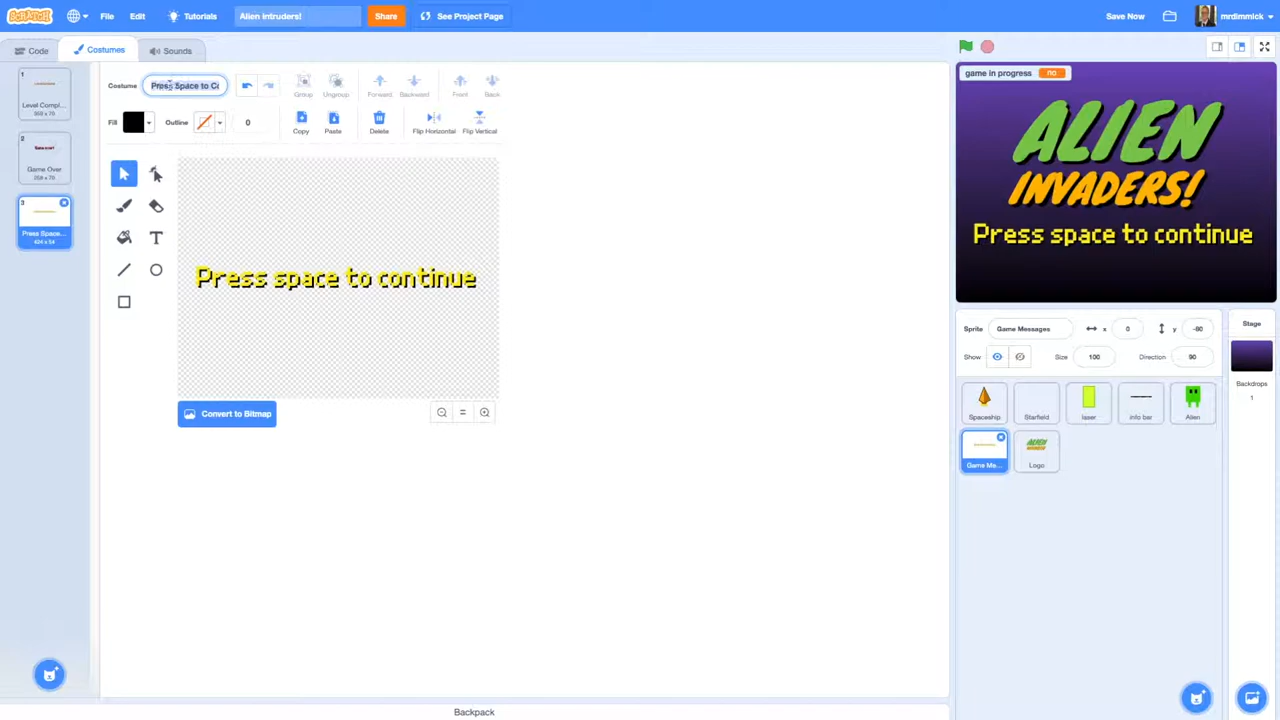 SCRATCH File Edit Tutorials Alien Intruders! Share See Project Page Save Now mrdimmick
Code Costumes Sounds
1
Level Compl...
2
Game Over
3
Press Space...
Costume Press Space to Co
Group Ungroup Forward Backward Front Back
Fill Outline 0 Copy Paste Delete Flip Horizontal Flip Vertical
T
Press space to continue
Convert to Bitmap
game in progress no
ALIEN
INVADERS!
Press space to continue
Sprite Game Messages x 0 y -80
Show Size 100 Direction 90
Spaceship Starfield laser info bar Alien
Game Me... Logo
Stage
Backdrops
1
Backpack